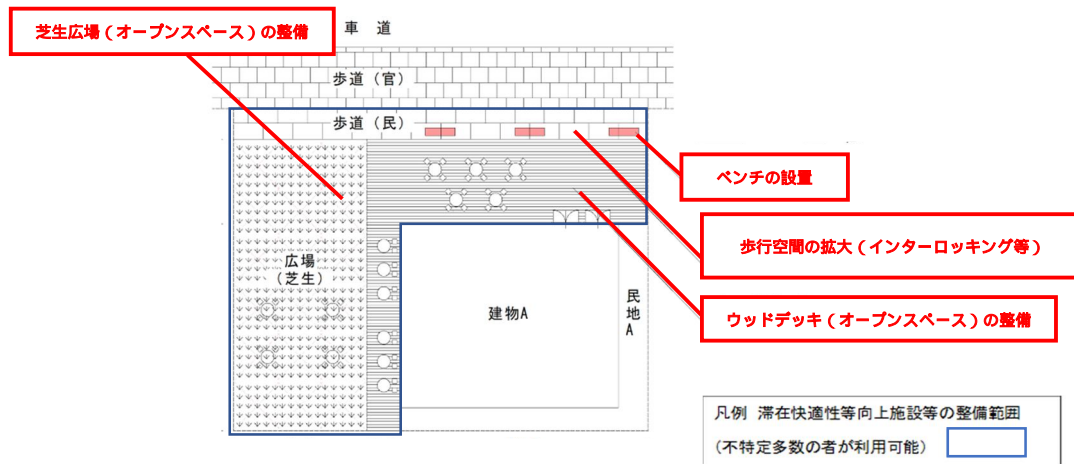 車 道
芝生広場(オープンスペース)の整備
歩道(官)
歩道(民)
ベンチの設置
歩行空間の拡大(インターロッキング等)
広場
(芝生)
建物A
民
地
A
ウッドデッキ(オープンスペース)の整備
凡例 滞在快適性等向上施設等の整備範囲
(不特定多数の者が利用可能)